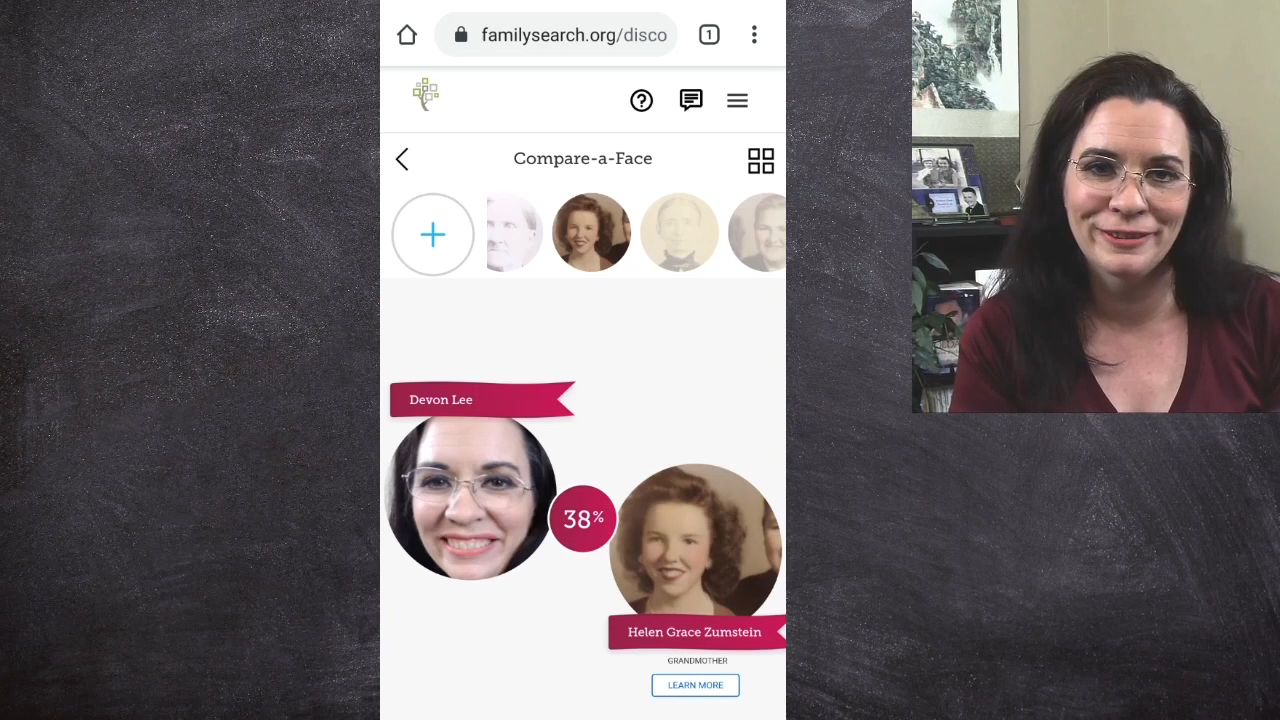 familysearch.org/disco
1
Compare-a-Face
Devon Lee
38%
Helen Grace Zumstein
GRANDMOTHER
LEARN MORE